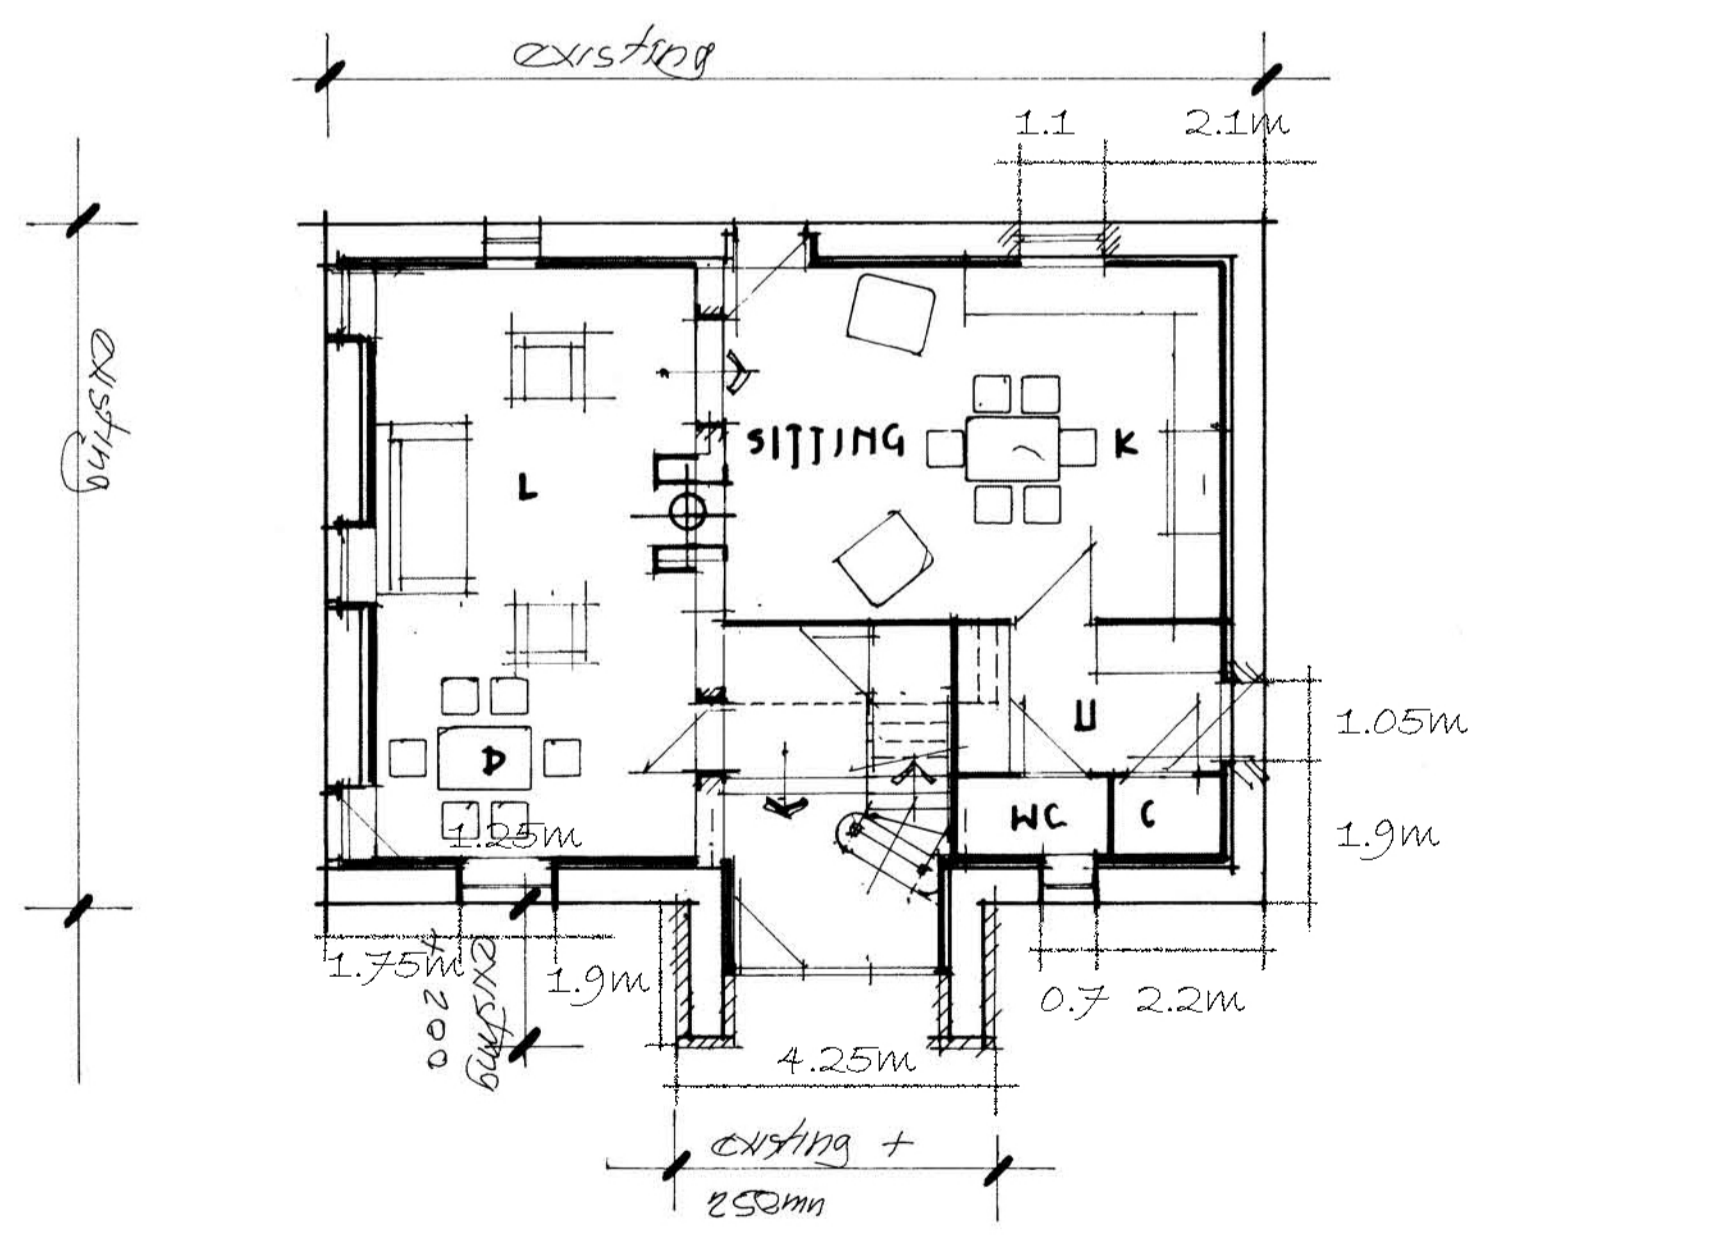 existing
1.1
2.1m
existing
SITTING
K
L
U
1.05m
D
WC
C
1.25m
1.9m
1.75m
existing
+ 200
1.9m
0.7
2.2m
4.25m
existing +
250mm